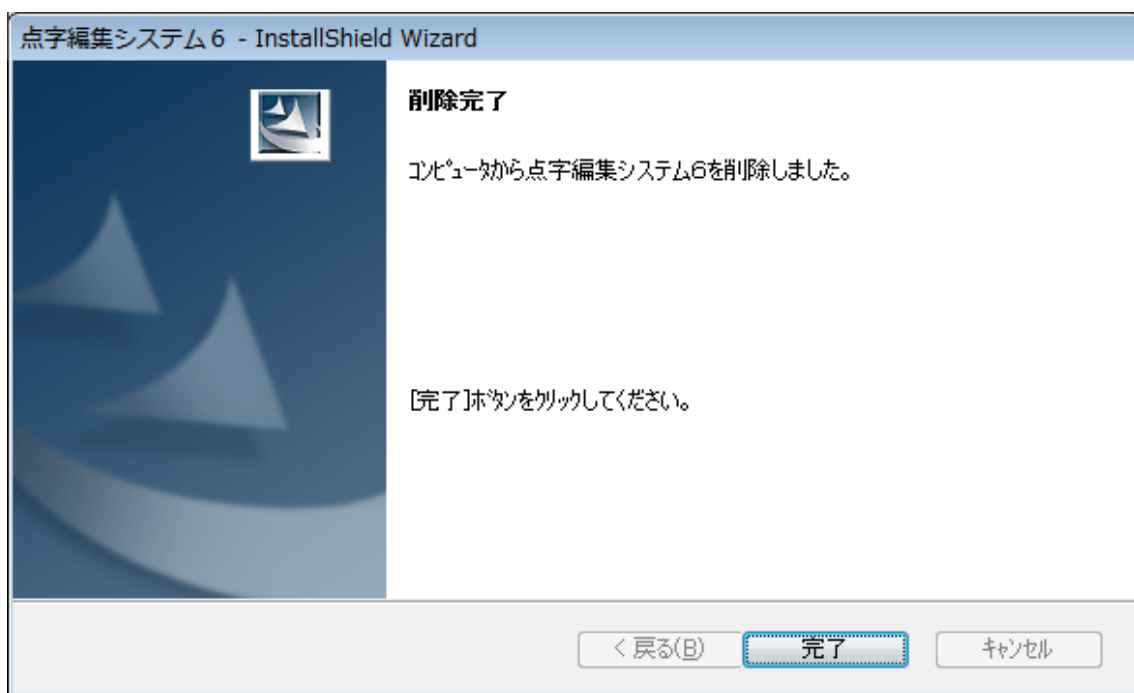 点字編集システム6 - InstallShield Wizard
削除完了
ｺﾝﾋﾟｭｰﾀから点字編集システム6を削除しました。
[完了]ﾎﾞﾀﾝをｸﾘｯｸしてください。
< 戻る(B)
完了
ｷｬﾝｾﾙ